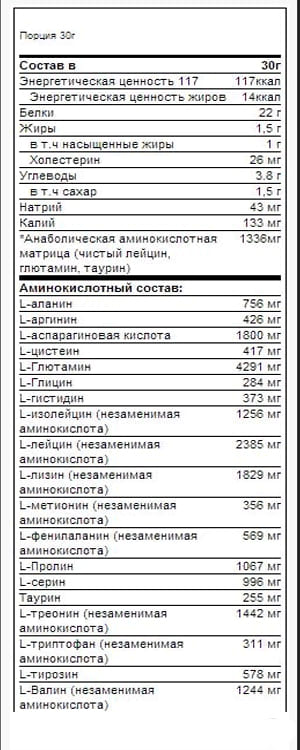 Порция 30г
Состав в 30г
Энергетическая ценность 117 117ккал
Энергетическая ценность жиров 14ккал
Белки 22 г
Жиры 1,5 г
в т.ч насыщенные жиры 1 г
Холестерин 26 мг
Углеводы 3.8 г
в т.ч. сахар 1,5 г
Натрий 43 мг
Калий 133 мг
*Анаболическая аминокислотная 1336мг
матрица (чистый лейцин,
глютамин, таурин)
Аминокислотный состав:
L-аланин 756 мг
L-аргинин 426 мг
L-аспарагиновая кислота 1800 мг
L-цистеин 417 мг
L-Глютамин 4291 мг
L-Глицин 284 мг
L-гистидин 373 мг
L-изолейцин (незаменимая 1256 мг
аминокислота)
L-лейцин (незаменимая 2385 мг
аминокислота)
L-лизин (незаменимая 1829 мг
аминокислота)
L-метионин (незаменимая 356 мг
аминокислота)
L-фенилаланин (незаменимая 569 мг
аминокислота)
L-Пролин 1067 мг
L-серин 996 мг
Таурин 255 мг
L-треонин (незаменимая 1442 мг
аминокислота)
L-триптофан (незаменимая 311 мг
аминокислота)
L-тирозин 578 мг
L-Валин (незаменимая 1244 мг
аминокислота)